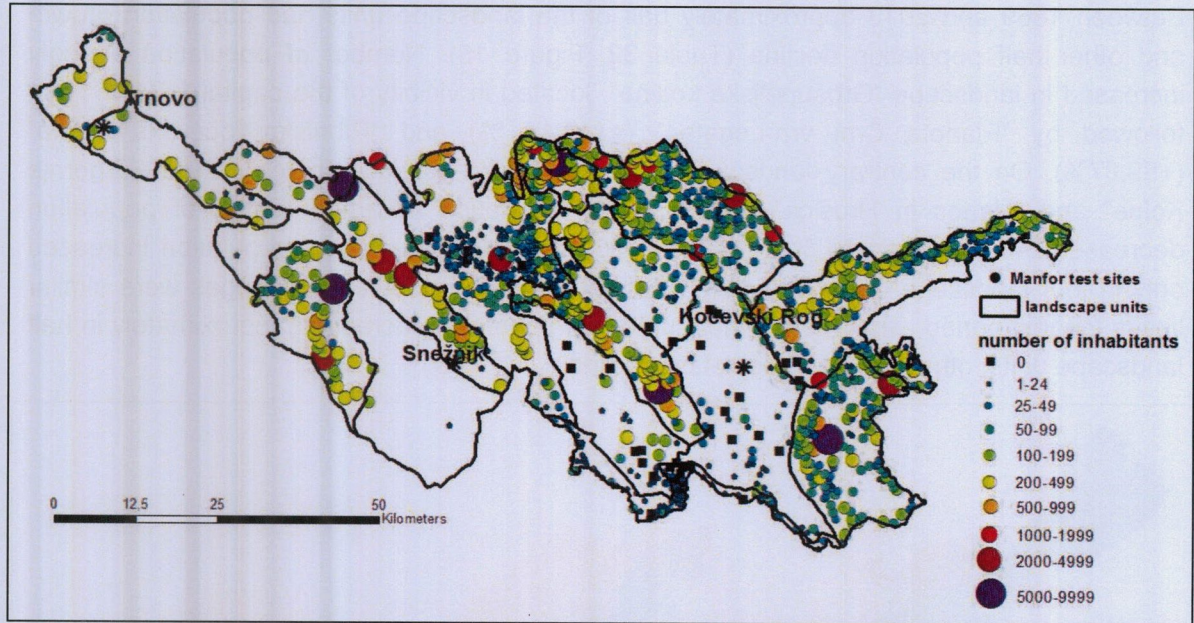 Trnovo
Snežnik
Kočevski Rog
0 12,5 25 50
Kilometers
Manfor test sites
landscape units
number of inhabitants
0
1-24
25-49
50-99
100-199
200-499
500-999
1000-1999
2000-4999
5000-9999